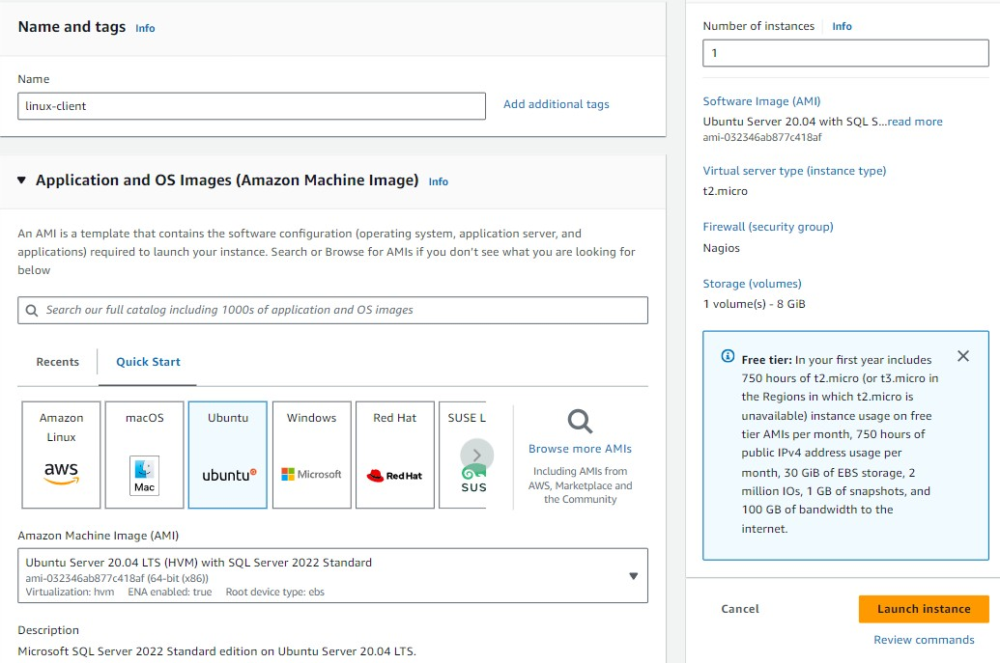 Name and tags Info
Name
linux-client
Add additional tags
Application and OS Images (Amazon Machine Image) Info
An AMI is a template that contains the software configuration (operating system, application server, and
applications) required to launch your instance. Search or Browse for AMIs if you don't see what you are looking for
below
Search our full catalog including 1000s of application and OS images
Recents
Quick Start
Amazon
Linux
aws
macOS
Mac
Ubuntu
ubuntu
Windows
Microsoft
Red Hat
Red Hat
SUSE L
SUS
Browse more AMIs
Including AMIs from
AWS, Marketplace and
the Community
Amazon Machine Image (AMI)
Ubuntu Server 20.04 LTS (HVM) with SQL Server 2022 Standard
ami-032346ab877c418af (64-bit (x86))
Virtualization: hvm ENA enabled: true Root device type: ebs
Description
Microsoft SQL Server 2022 Standard edition on Ubuntu Server 20.04 LTS.
Number of instances Info
1
Software Image (AMI)
Ubuntu Server 20.04 with SQL S...read more
ami-032346ab877c418af
Virtual server type (instance type)
t2.micro
Firewall (security group)
Nagios
Storage (volumes)
1 volume(s) - 8 GiB
Free tier: In your first year includes
750 hours of t2.micro (or t3.micro in
the Regions in which t2.micro is
unavailable) instance usage on free
tier AMIs per month, 750 hours of
public IPv4 address usage per
month, 30 GiB of EBS storage, 2
million IOs, 1 GB of snapshots, and
100 GB of bandwidth to the
internet.
Cancel
Launch instance
Review commands